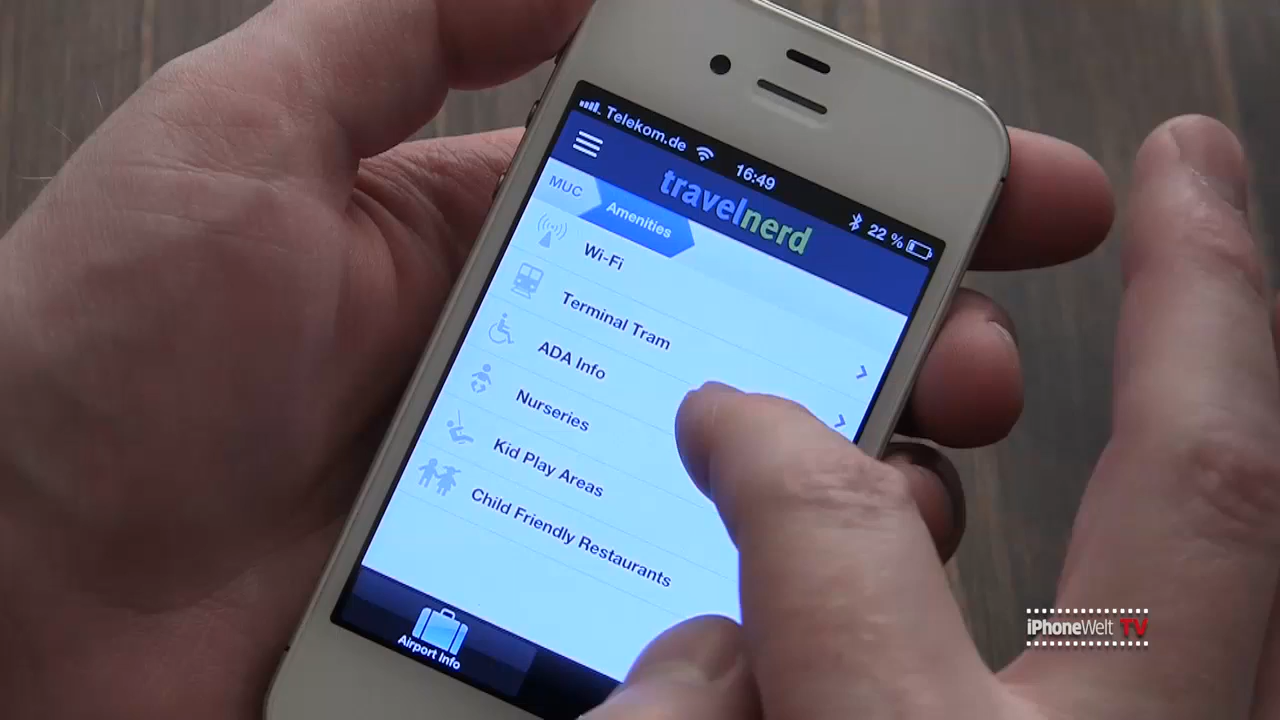 Telekom.de
16:49
22 %
travelnerd
MUC
Amenities
Wi-Fi
Terminal Tram
ADA Info
Nurseries
Kid Play Areas
Child Friendly Restaurants
Airport Info
iPhoneWelt TV